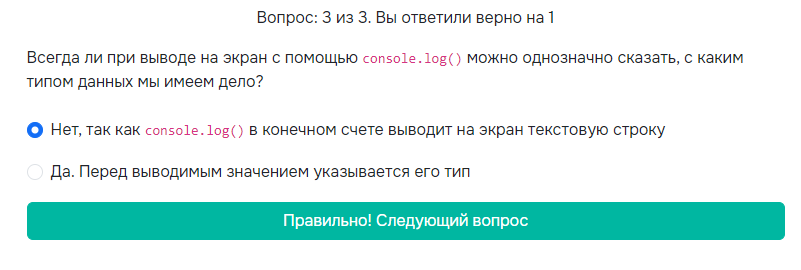 Вопрос: 3 из 3. Вы ответили верно на 1
Всегда ли при выводе на экран с помощью console.log() можно однозначно сказать, с каким
типом данных мы имеем дело?
Нет, так как console.log() в конечном счете выводит на экран текстовую строку
Да. Перед выводимым значением указывается его тип
Правильно! Следующий вопрос